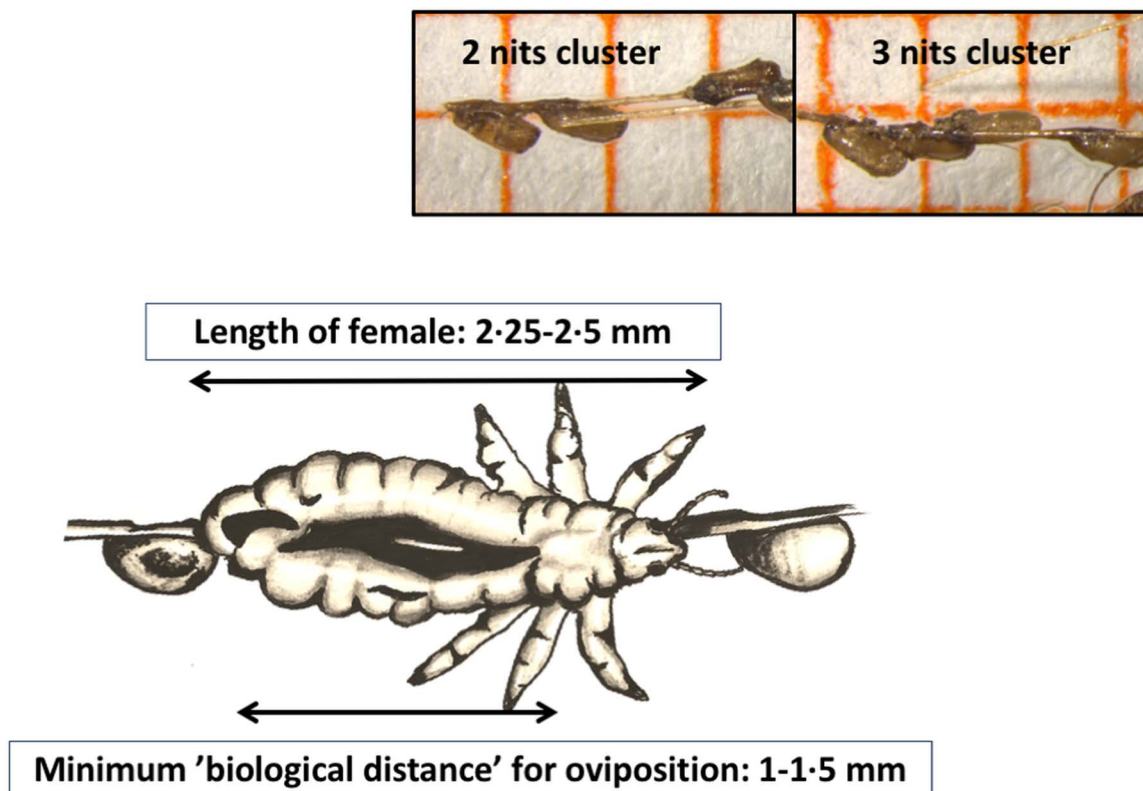 2 nits cluster
3 nits cluster
Length of female: 2·25-2·5 mm
Minimum ’biological distance’ for oviposition: 1-1·5 mm